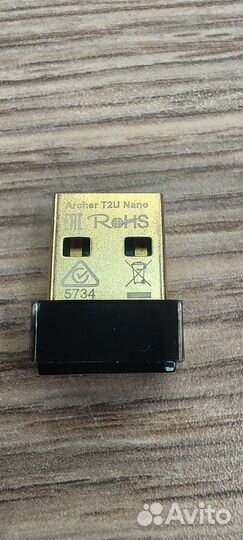 Archer T2U Nano
EAC RoHS
5734
Avito